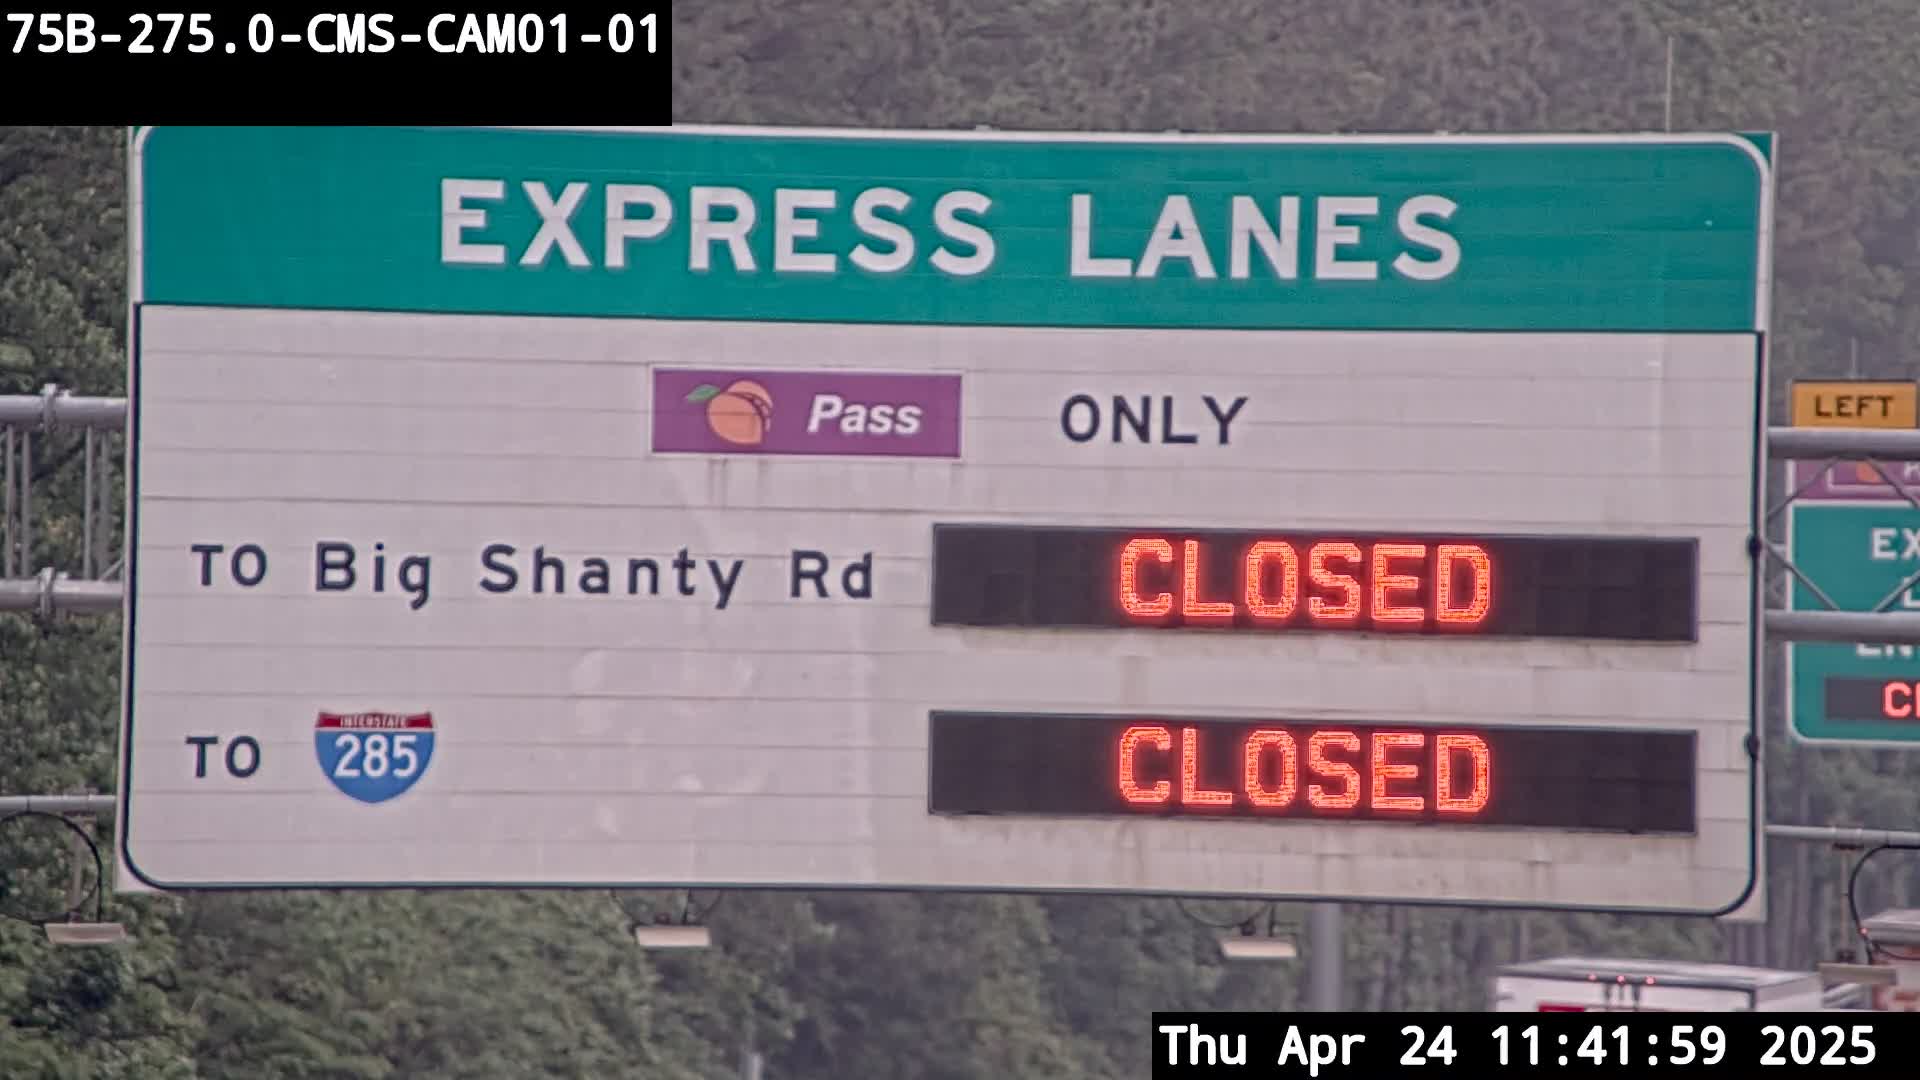 75B-275.0-CMS-CAM01-01
EXPRESS LANES
Pass ONLY
TO Big Shanty Rd CLOSED
TO INTERSTATE 285 CLOSED
LEFT
Thu Apr 24 11:41:59 2025